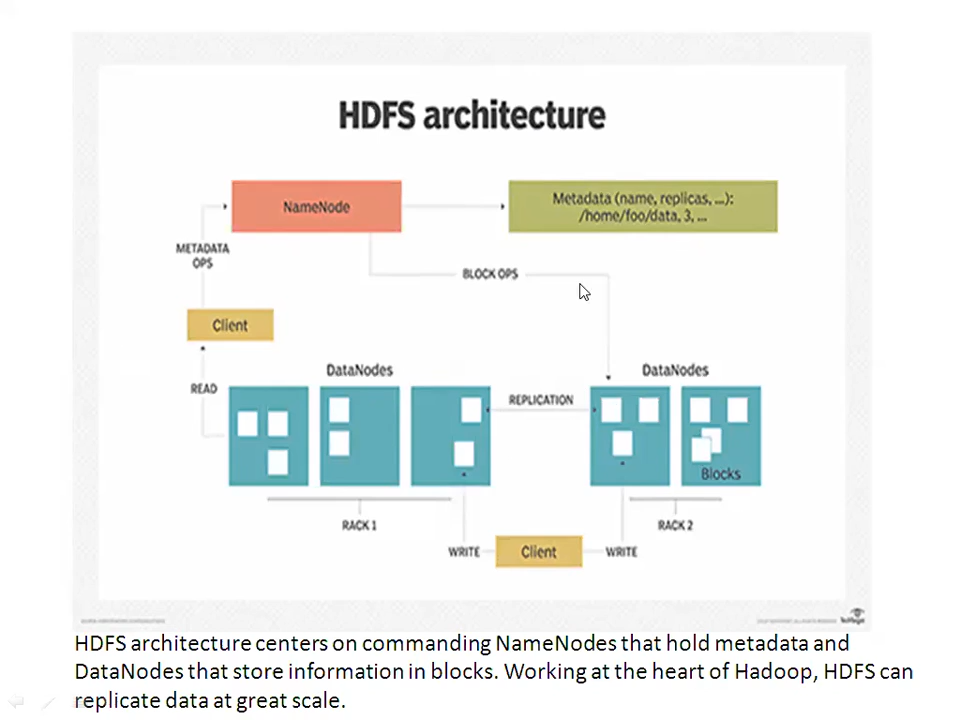 HDFS architecture
NameNode
Metadata (name, replicas, ...):
/home/foo/data, 3, ...
METADATA
OPS
BLOCK OPS
Client
DataNodes
DataNodes
READ
REPLICATION
Blocks
RACK 1
RACK 2
WRITE
Client
WRITE
TechTarget
HDFS architecture centers on commanding NameNodes that hold metadata and
DataNodes that store information in blocks. Working at the heart of Hadoop, HDFS can
replicate data at great scale.